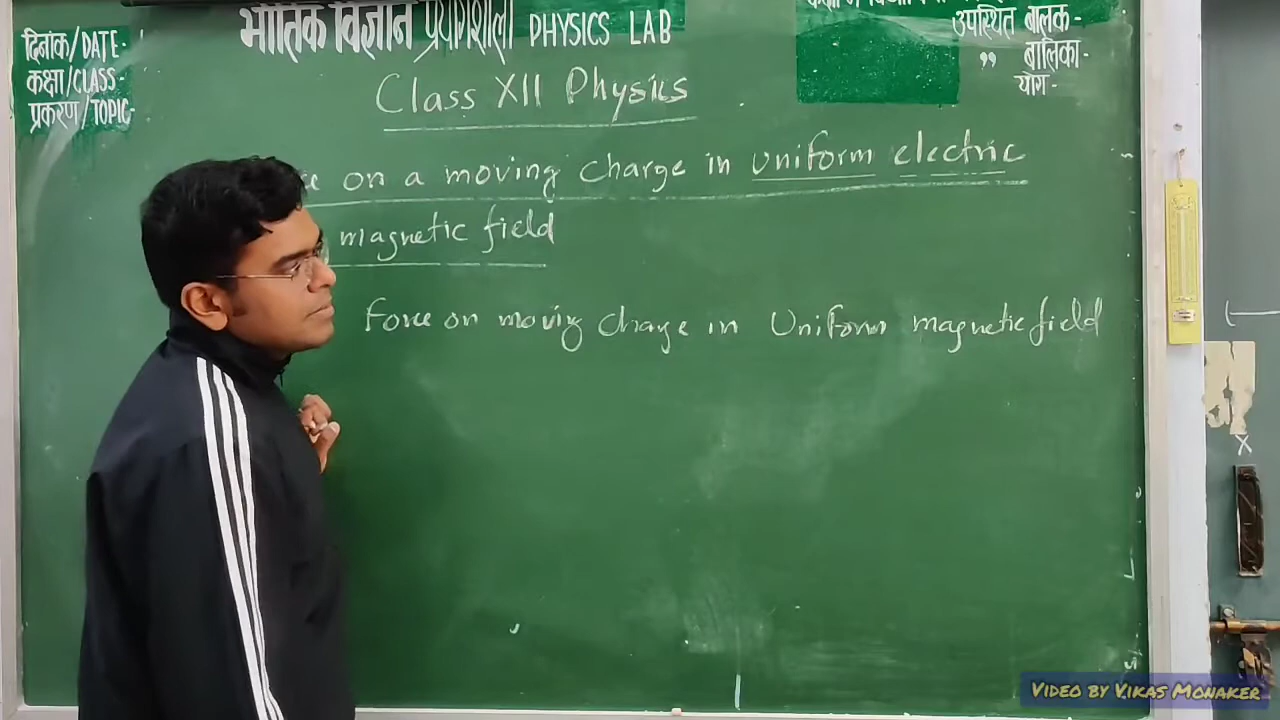 दिनांक/DATE-
कक्षा/CLASS-
प्रकरण/TOPIC-
भौतिक विज्ञान प्रयोगशाला PHYSICS LAB
उपस्थित बालक-
" बालिका-
योग-
Class XII Physics
on a moving charge in uniform electric
magnetic field
Force on moving charge in Uniform magnetic field
VIDEO BY VIKAS MONAKER